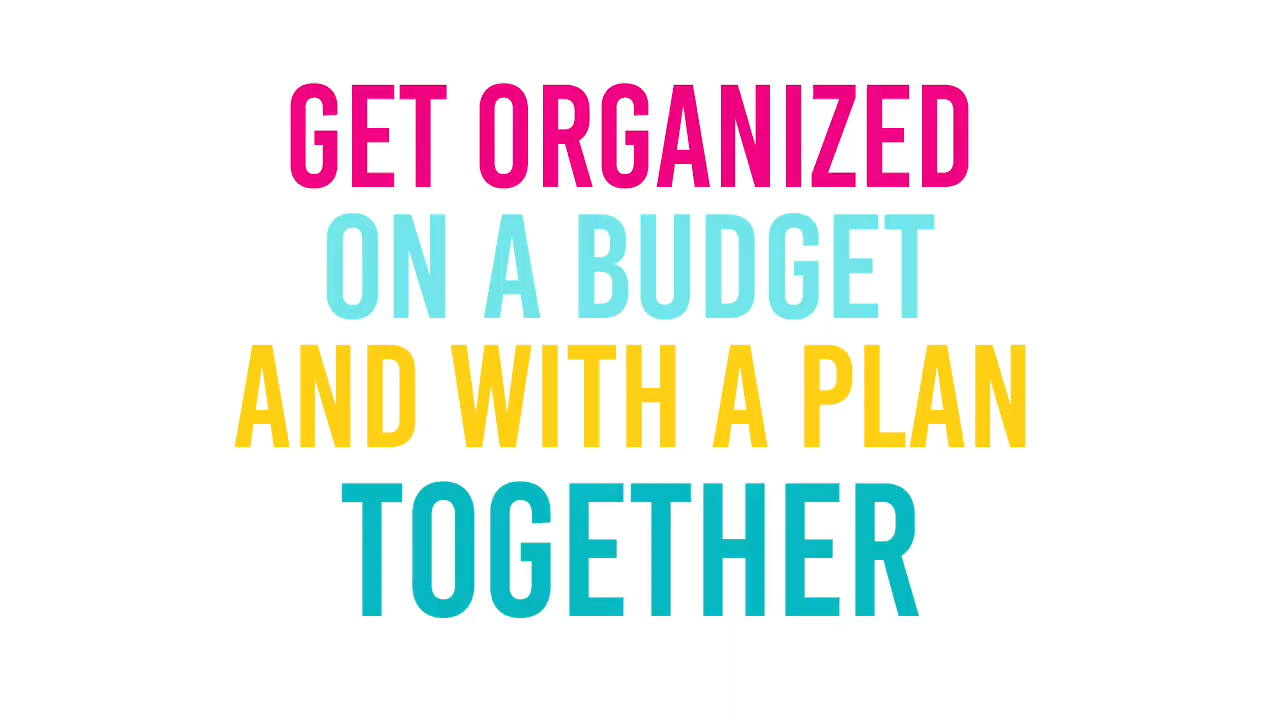 GET ORGANIZED
ON A BUDGET
AND WITH A PLAN
TOGETHER